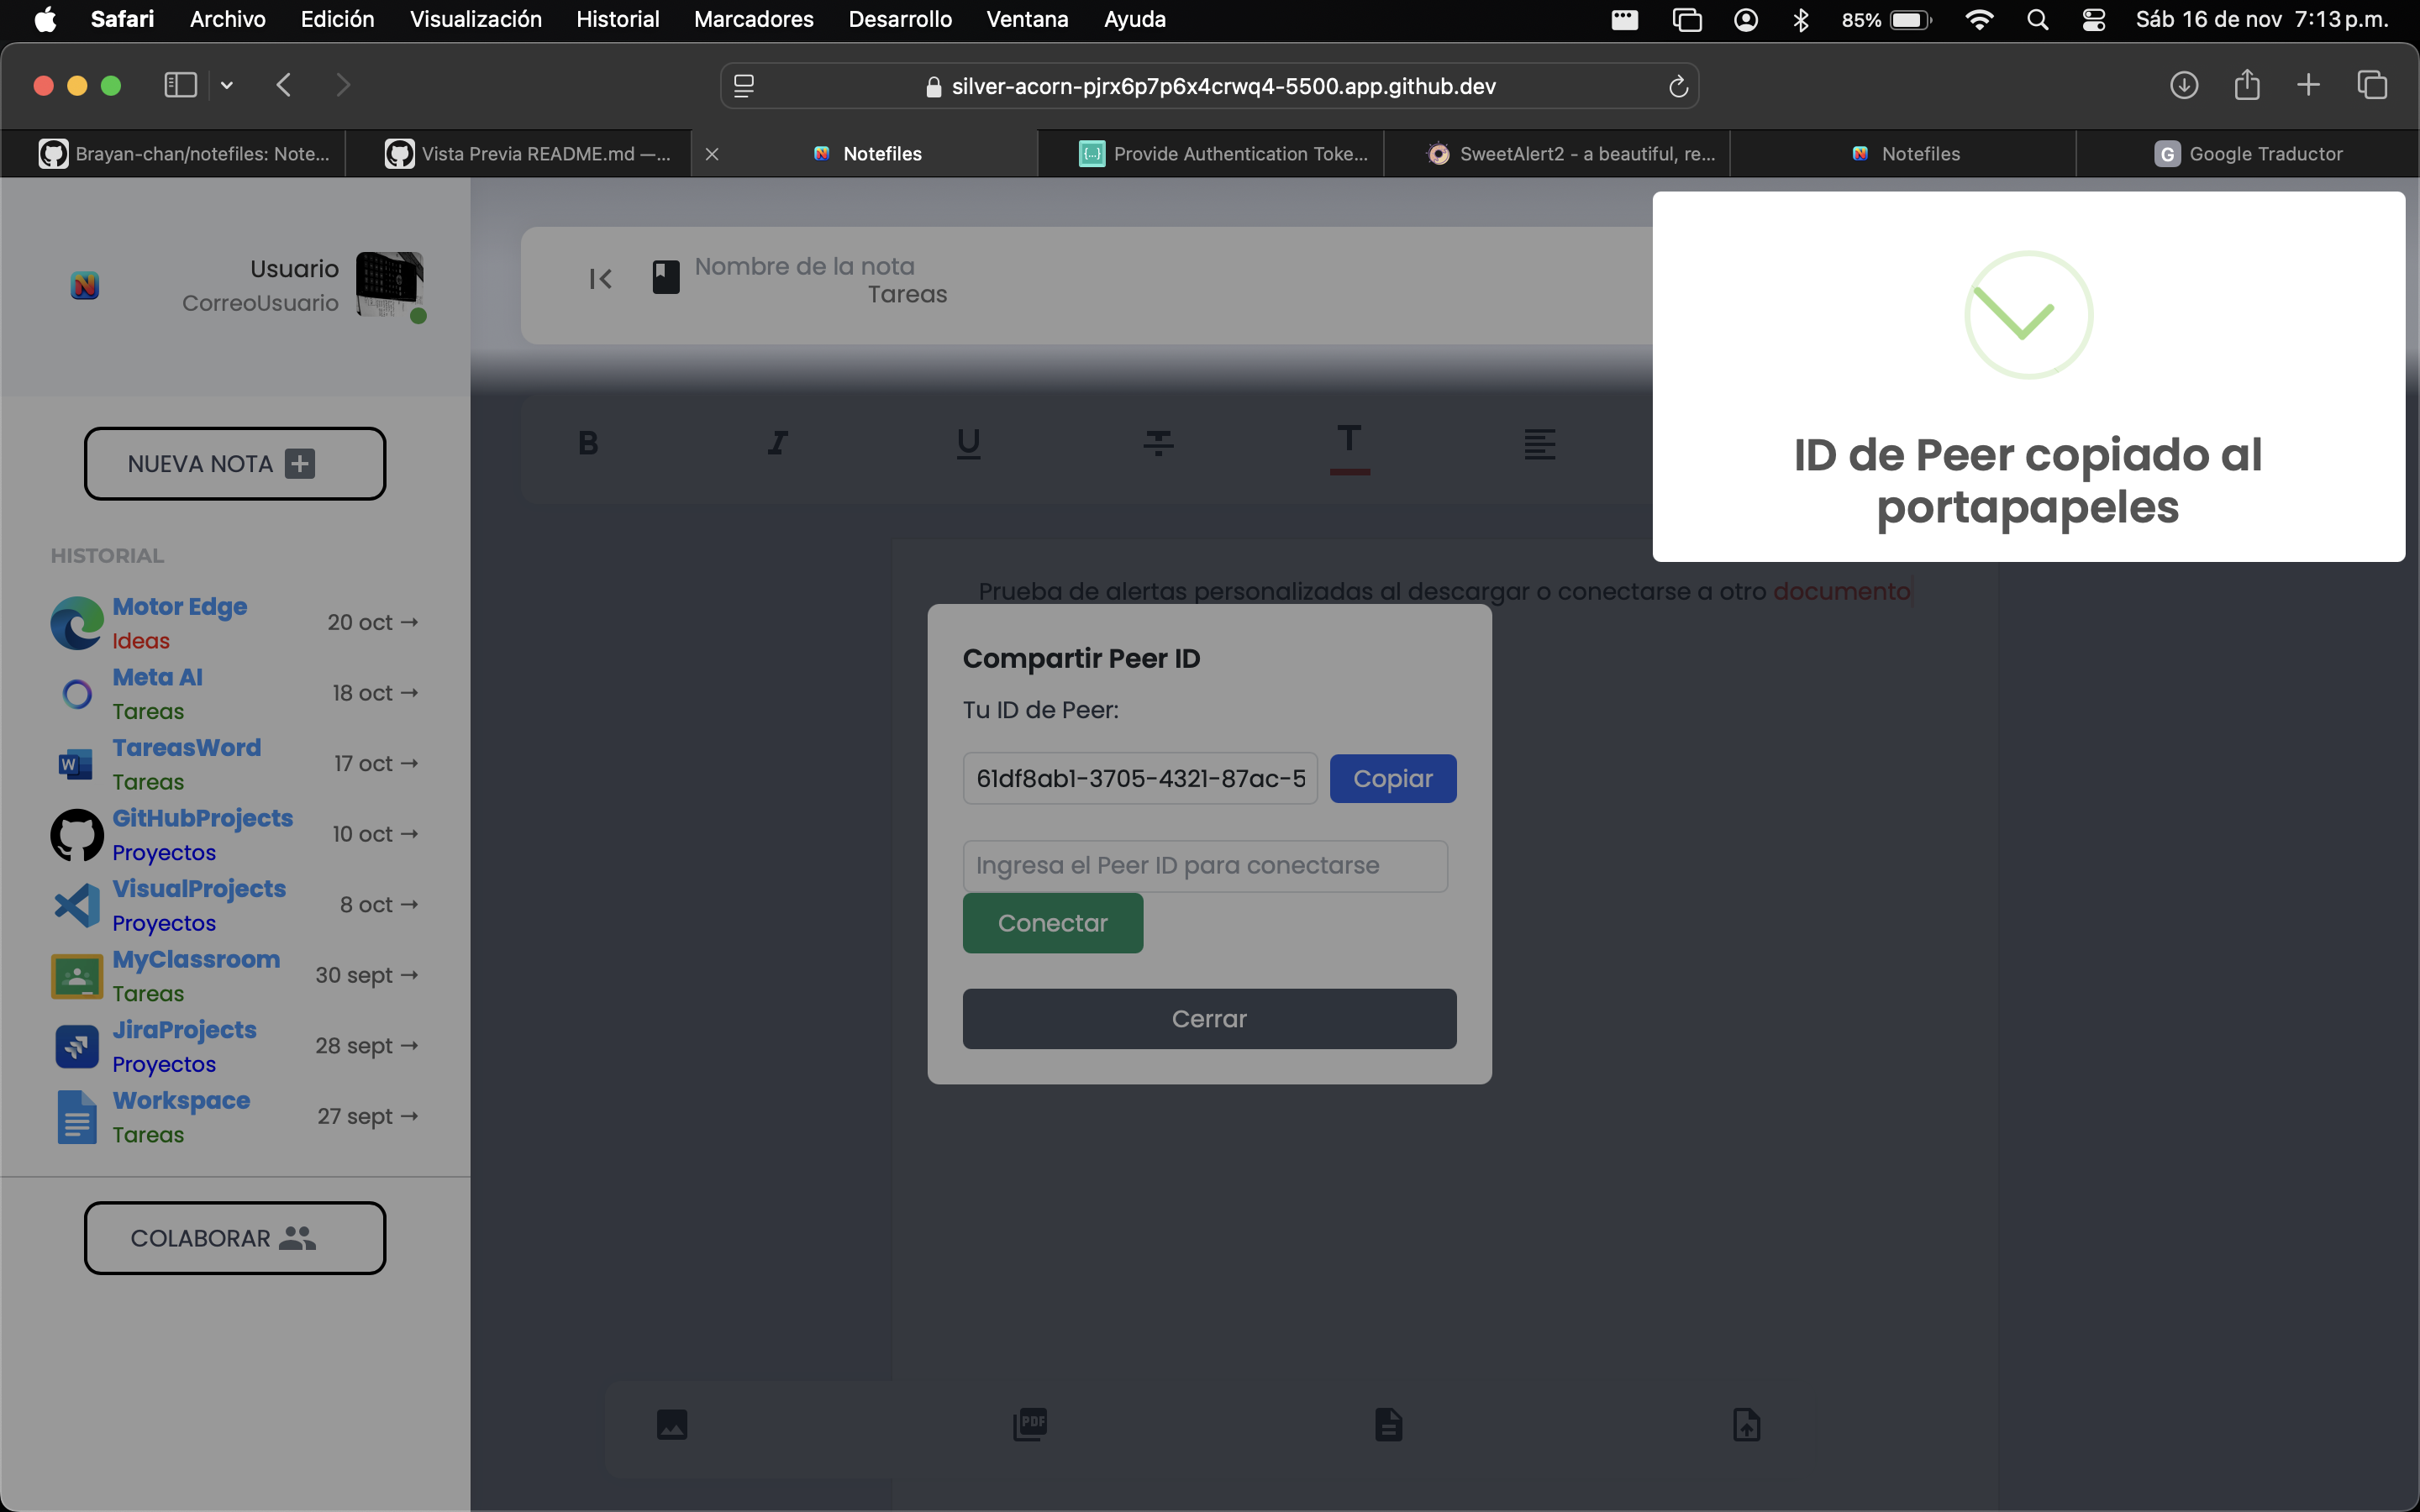 Safari Archivo Edición Visualización Historial Marcadores Desarrollo Ventana Ayuda 85% Sáb 16 de nov 7:13 p.m.
silver-acorn-pjrx6p7p6x4crwq4-5500.app.github.dev
Brayan-chan/notefiles: Note... Vista Previa README.md —... Notefiles Provide Authentication Toke... SweetAlert2 - a beautiful, re... Notefiles G Google Traductor
N Usuario
CorreoUsuario
Nombre de la nota
Tareas
B I U T
ID de Peer copiado al
portapapeles
NUEVA NOTA
HISTORIAL
Motor Edge
Ideas
20 oct →
Meta AI
Tareas
18 oct →
TareasWord
Tareas
17 oct →
GitHubProjects
Proyectos
10 oct →
VisualProjects
Proyectos
8 oct →
MyClassroom
Tareas
30 sept →
JiraProjects
Proyectos
28 sept →
Workspace
Tareas
27 sept →
COLABORAR
Prueba de alertas personalizadas al descargar o conectarse a otro documento
Compartir Peer ID
Tu ID de Peer:
61df8ab1-3705-4321-87ac-5 Copiar
Ingresa el Peer ID para conectarse
Conectar
Cerrar
PDF